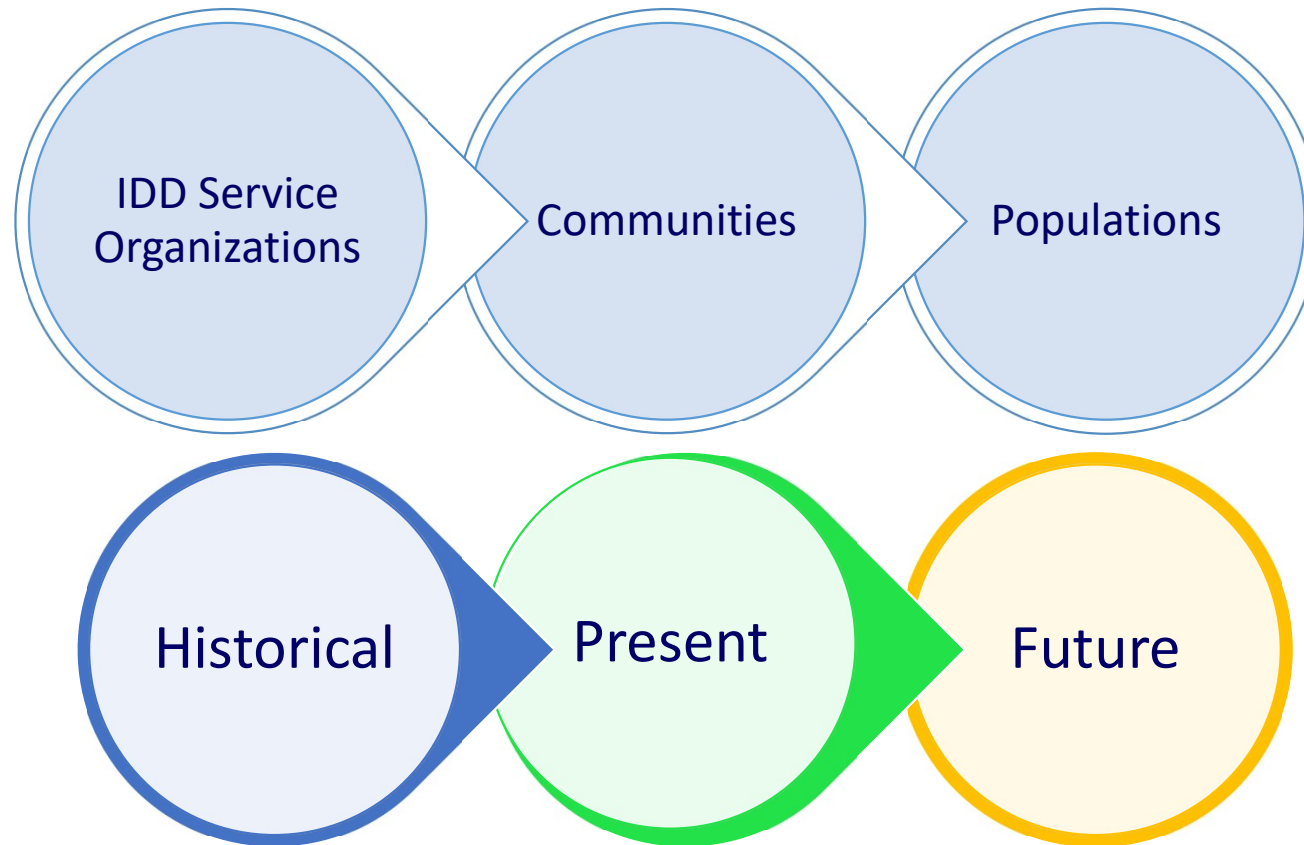 IDD Service
Organizations
Communities
Populations
Historical
Present
Future